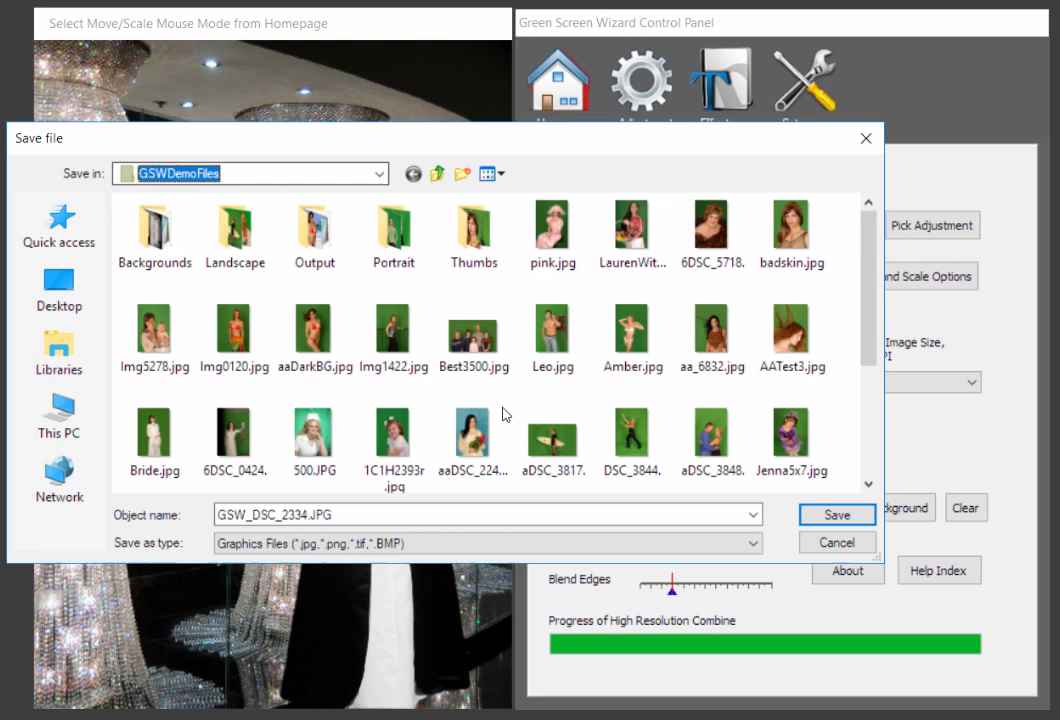 Select Move/Scale Mouse Mode from Homepage
Green Screen Wizard Control Panel
Save file
Save in:
GSWDemoFiles
Quick access
Desktop
Libraries
This PC
Network
Backgrounds
Landscape
Output
Portrait
Thumbs
pink.jpg
LaurenWit...
6DSC_5718.
badskin.jpg
Img5278.jpg
Img0120.jpg
aaDarkBG.jpg
Img1422.jpg
Best3500.jpg
Leo.jpg
Amber.jpg
aa_6832.jpg
AATest3.jpg
Bride.jpg
6DSC_0424.
500.JPG
1C1H2393r
.jpg
aaDSC_224...
aDSC_3817.
DSC_3844.
aDSC_3848.
Jenna5x7.jpg
Object name:
GSW_DSC_2334.JPG
Save
Save as type:
Graphics Files (*.jpg,*.png,*.tif,*.BMP)
Cancel
Pick Adjustment
and Scale Options
Image Size,
Clear
About
Help Index
Blend Edges
Progress of High Resolution Combine